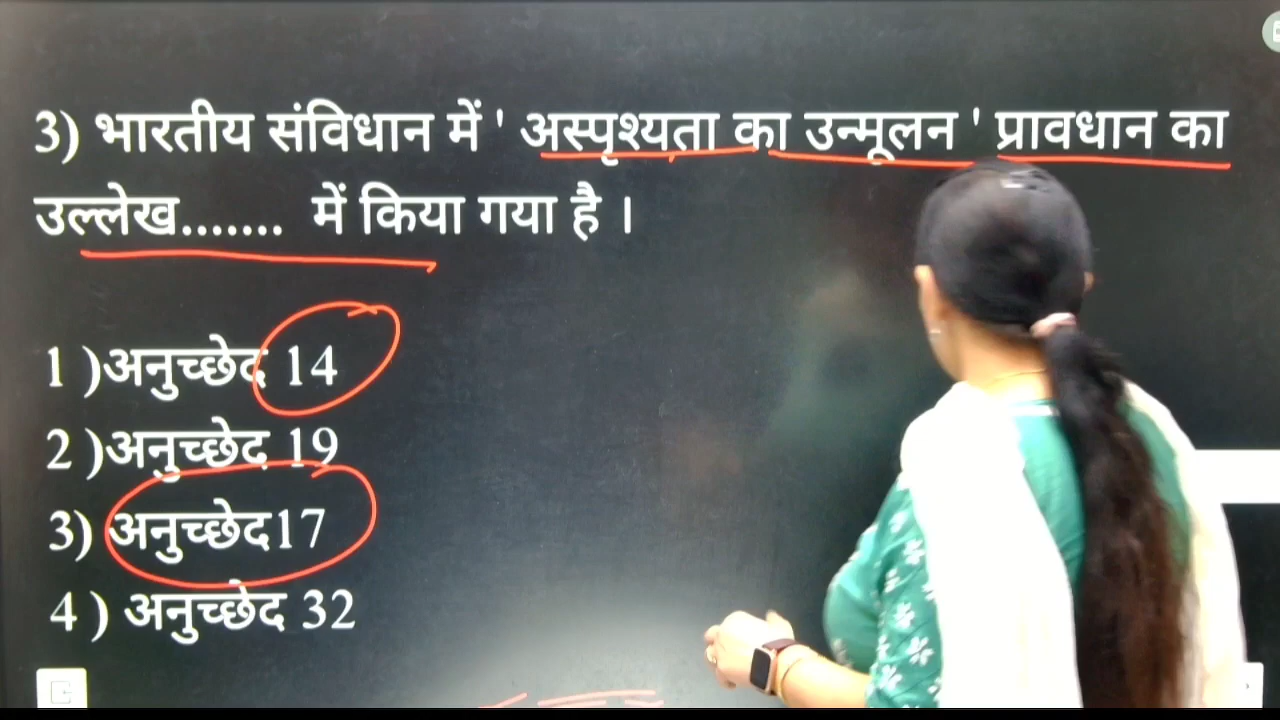 3) भारतीय संविधान में ' अस्पृश्यता का उन्मूलन ' प्रावधान का
उल्लेख....... में किया गया है ।
1 )अनुच्छेद 14
2 )अनुच्छेद 19
3) अनुच्छेद17
4 ) अनुच्छेद 32